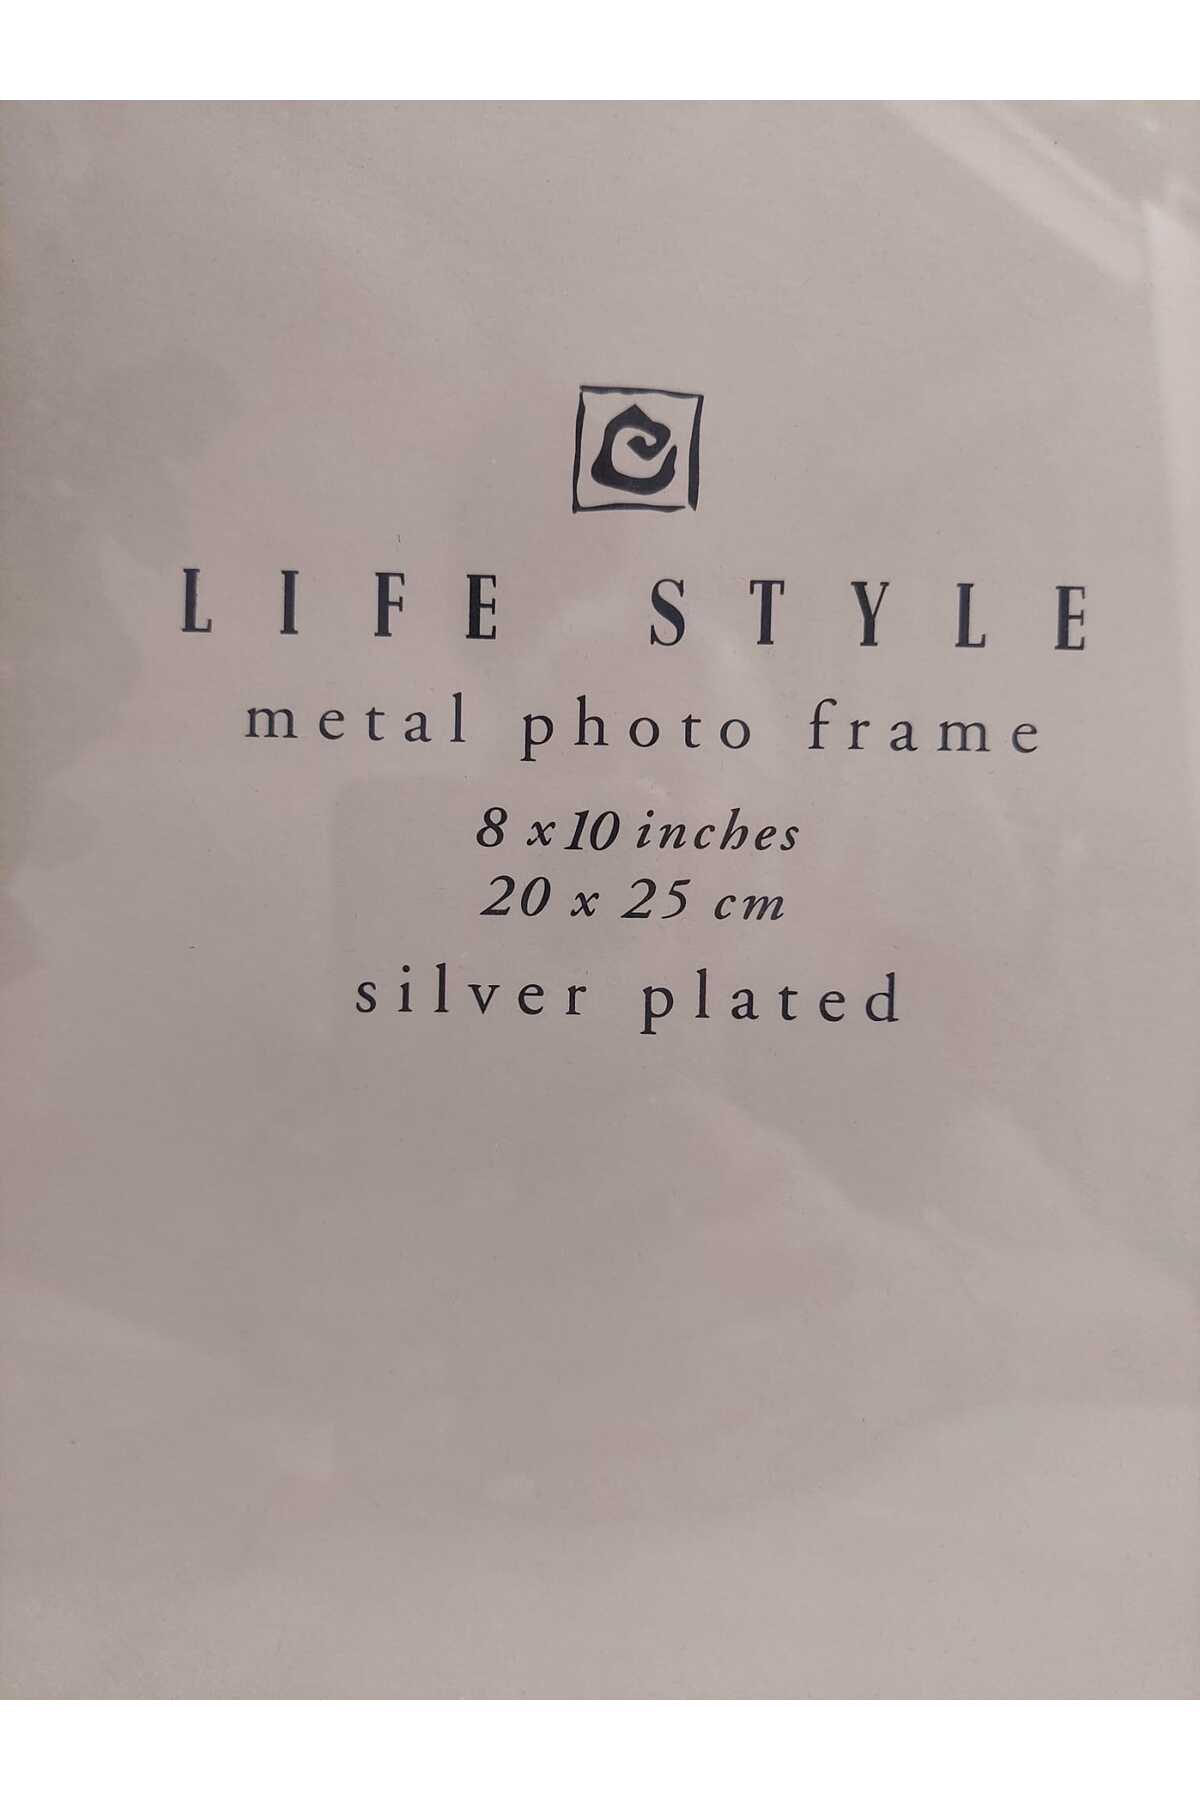 LIFE STYLE
metal photo frame
8 x 10 inches
20 x 25 cm
silver plated